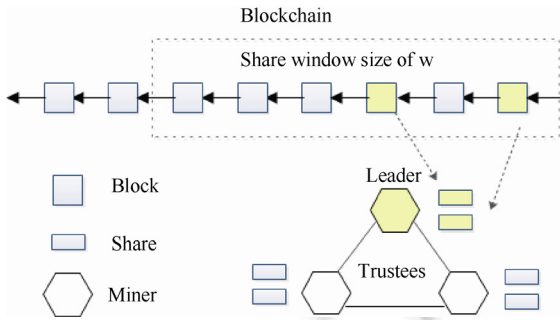 Blockchain
Share window size of w
Leader
Block
Share
Trustees
Miner